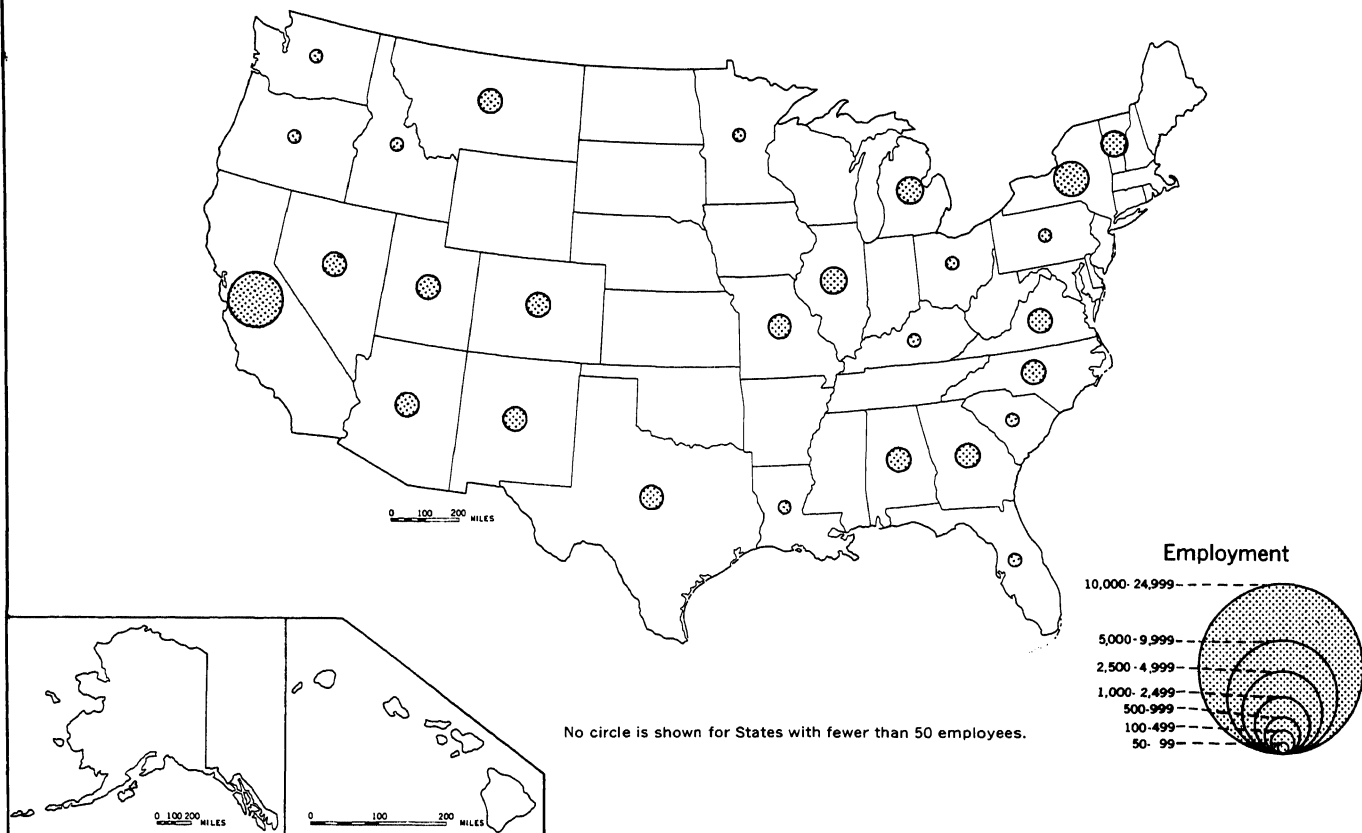 0 100 200 MILES
Employment
10,000-24,999
5,000-9,999
2,500-4,999
1,000-2,499
500-999
100-499
50-99
No circle is shown for States with fewer than 50 employees.
0 100 200 MILES
0 100 200 MILES